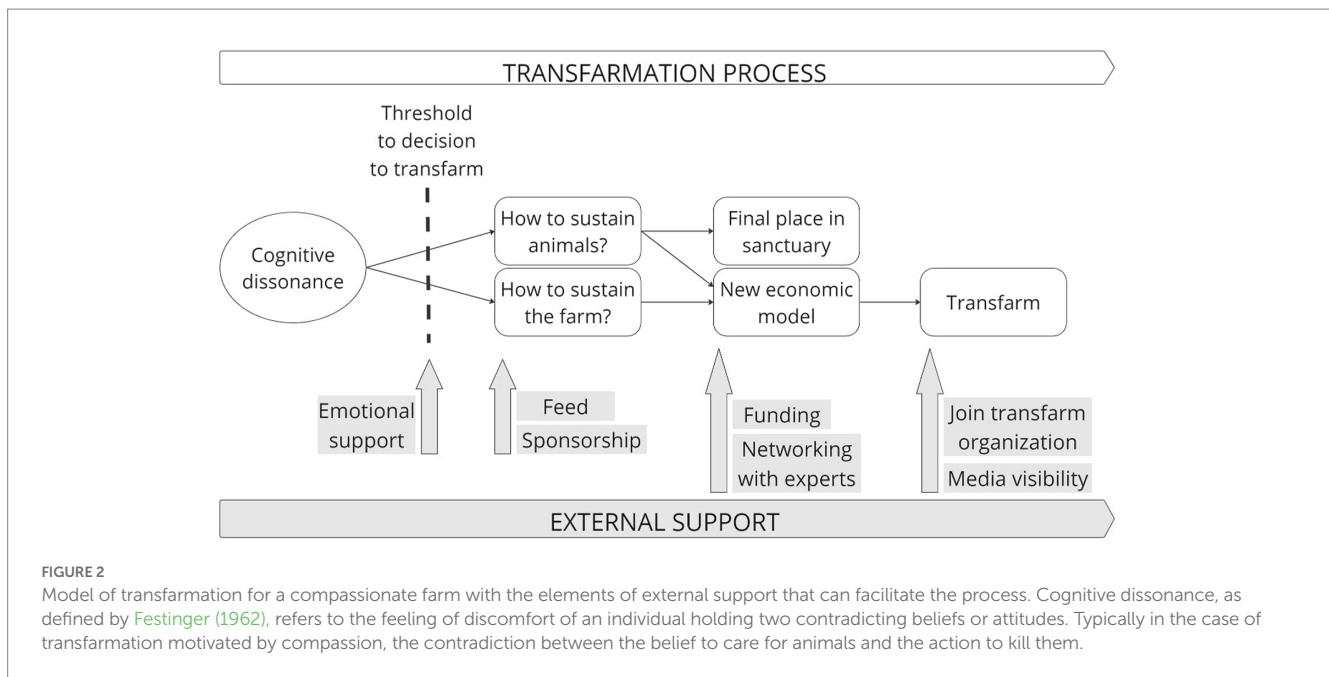 TRANSFARMATION PROCESS
Threshold
to decision
to transfarm
Cognitive
dissonance
How to sustain
animals?
How to sustain
the farm?
Final place in
sanctuary
New economic
model
Transfarm
Emotional
support
Feed
Sponsorship
Funding
Networking
with experts
Join transfarm
organization
Media visibility
EXTERNAL SUPPORT
FIGURE 2
Model of transfarmation for a compassionate farm with the elements of external support that can facilitate the process. Cognitive dissonance, as
defined by Festinger (1962), refers to the feeling of discomfort of an individual holding two contradicting beliefs or attitudes. Typically in the case of
transfarmation motivated by compassion, the contradiction between the belief to care for animals and the action to kill them.